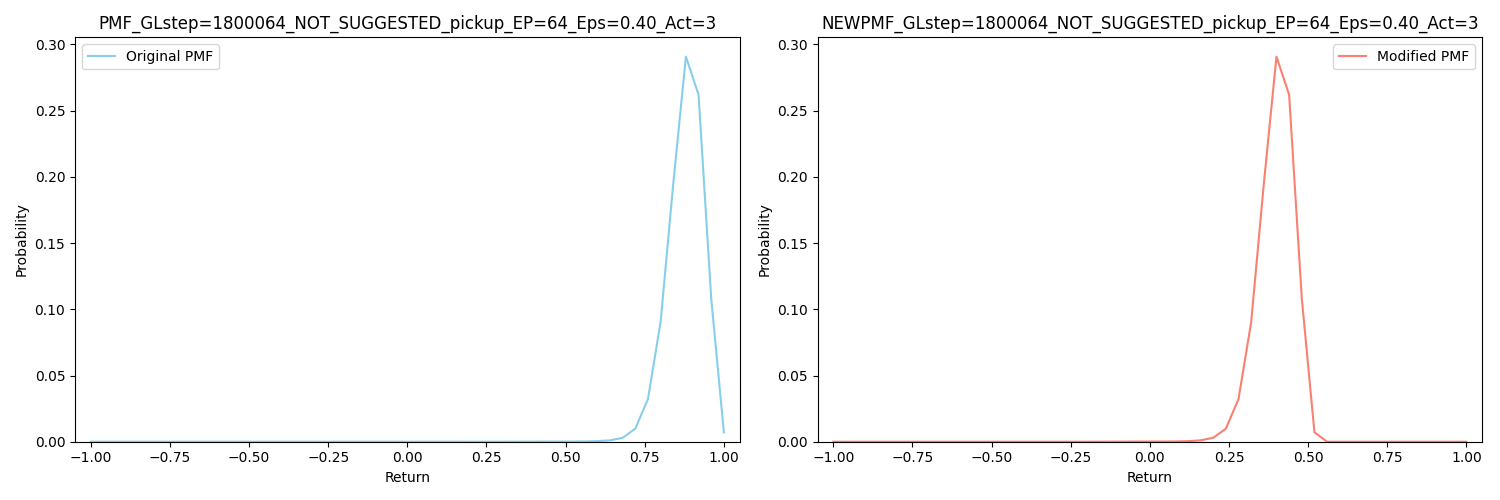 PMF_GLstep=1800064_NOT_SUGGESTED_pickup_EP=64_Eps=0.40_Act=3
Original PMF
Probability
0.30
0.25
0.20
0.15
0.10
0.05
0.00
−1.00 −0.75 −0.50 −0.25 0.00 0.25 0.50 0.75 1.00
Return
NEWPMF_GLstep=1800064_NOT_SUGGESTED_pickup_EP=64_Eps=0.40_Act=3
Modified PMF
Probability
0.30
0.25
0.20
0.15
0.10
0.05
0.00
−1.00 −0.75 −0.50 −0.25 0.00 0.25 0.50 0.75 1.00
Return